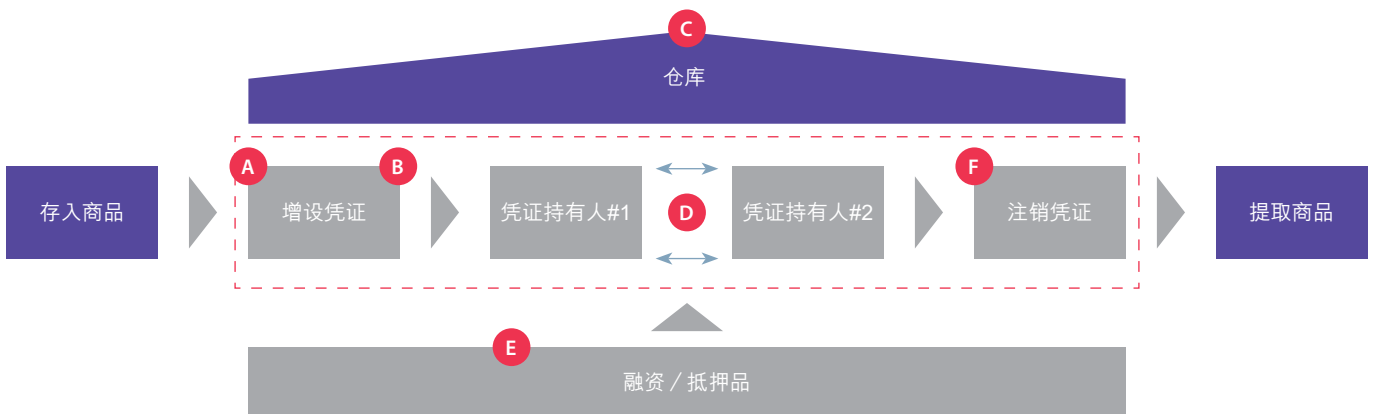 C
仓库
A
B
F
存入商品
增设凭证
凭证持有人#1
D
凭证持有人#2
注销凭证
提取商品
E
融资／抵押品